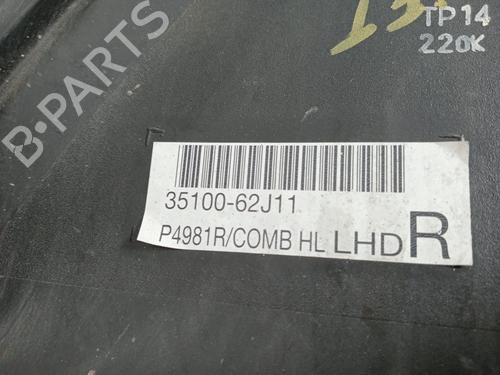 TP14
220K
35100-62J11
P4981R/COMB HL LHD R
B-PARTS